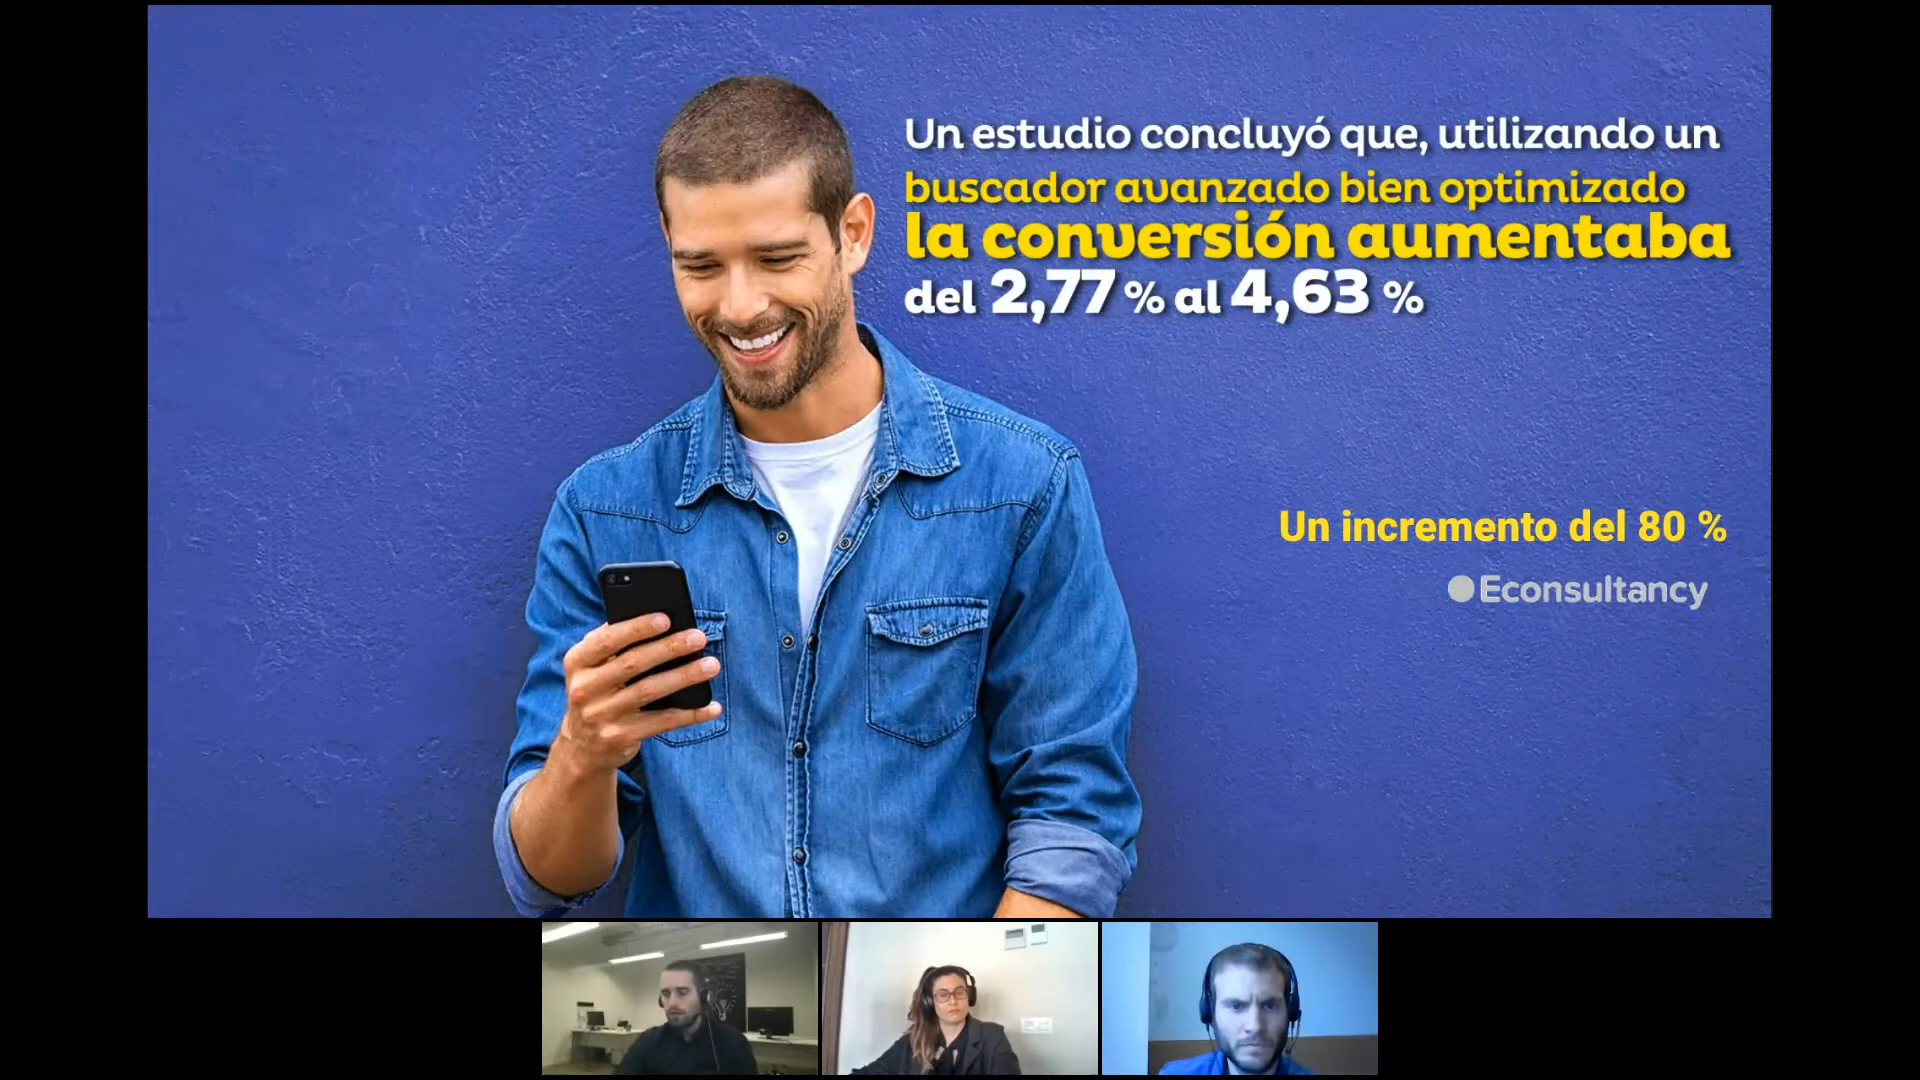 Un estudio concluyó que, utilizando un
buscador avanzado bien optimizado
la conversión aumentaba
del 2,77 % al 4,63 %
Un incremento del 80 %
Econsultancy